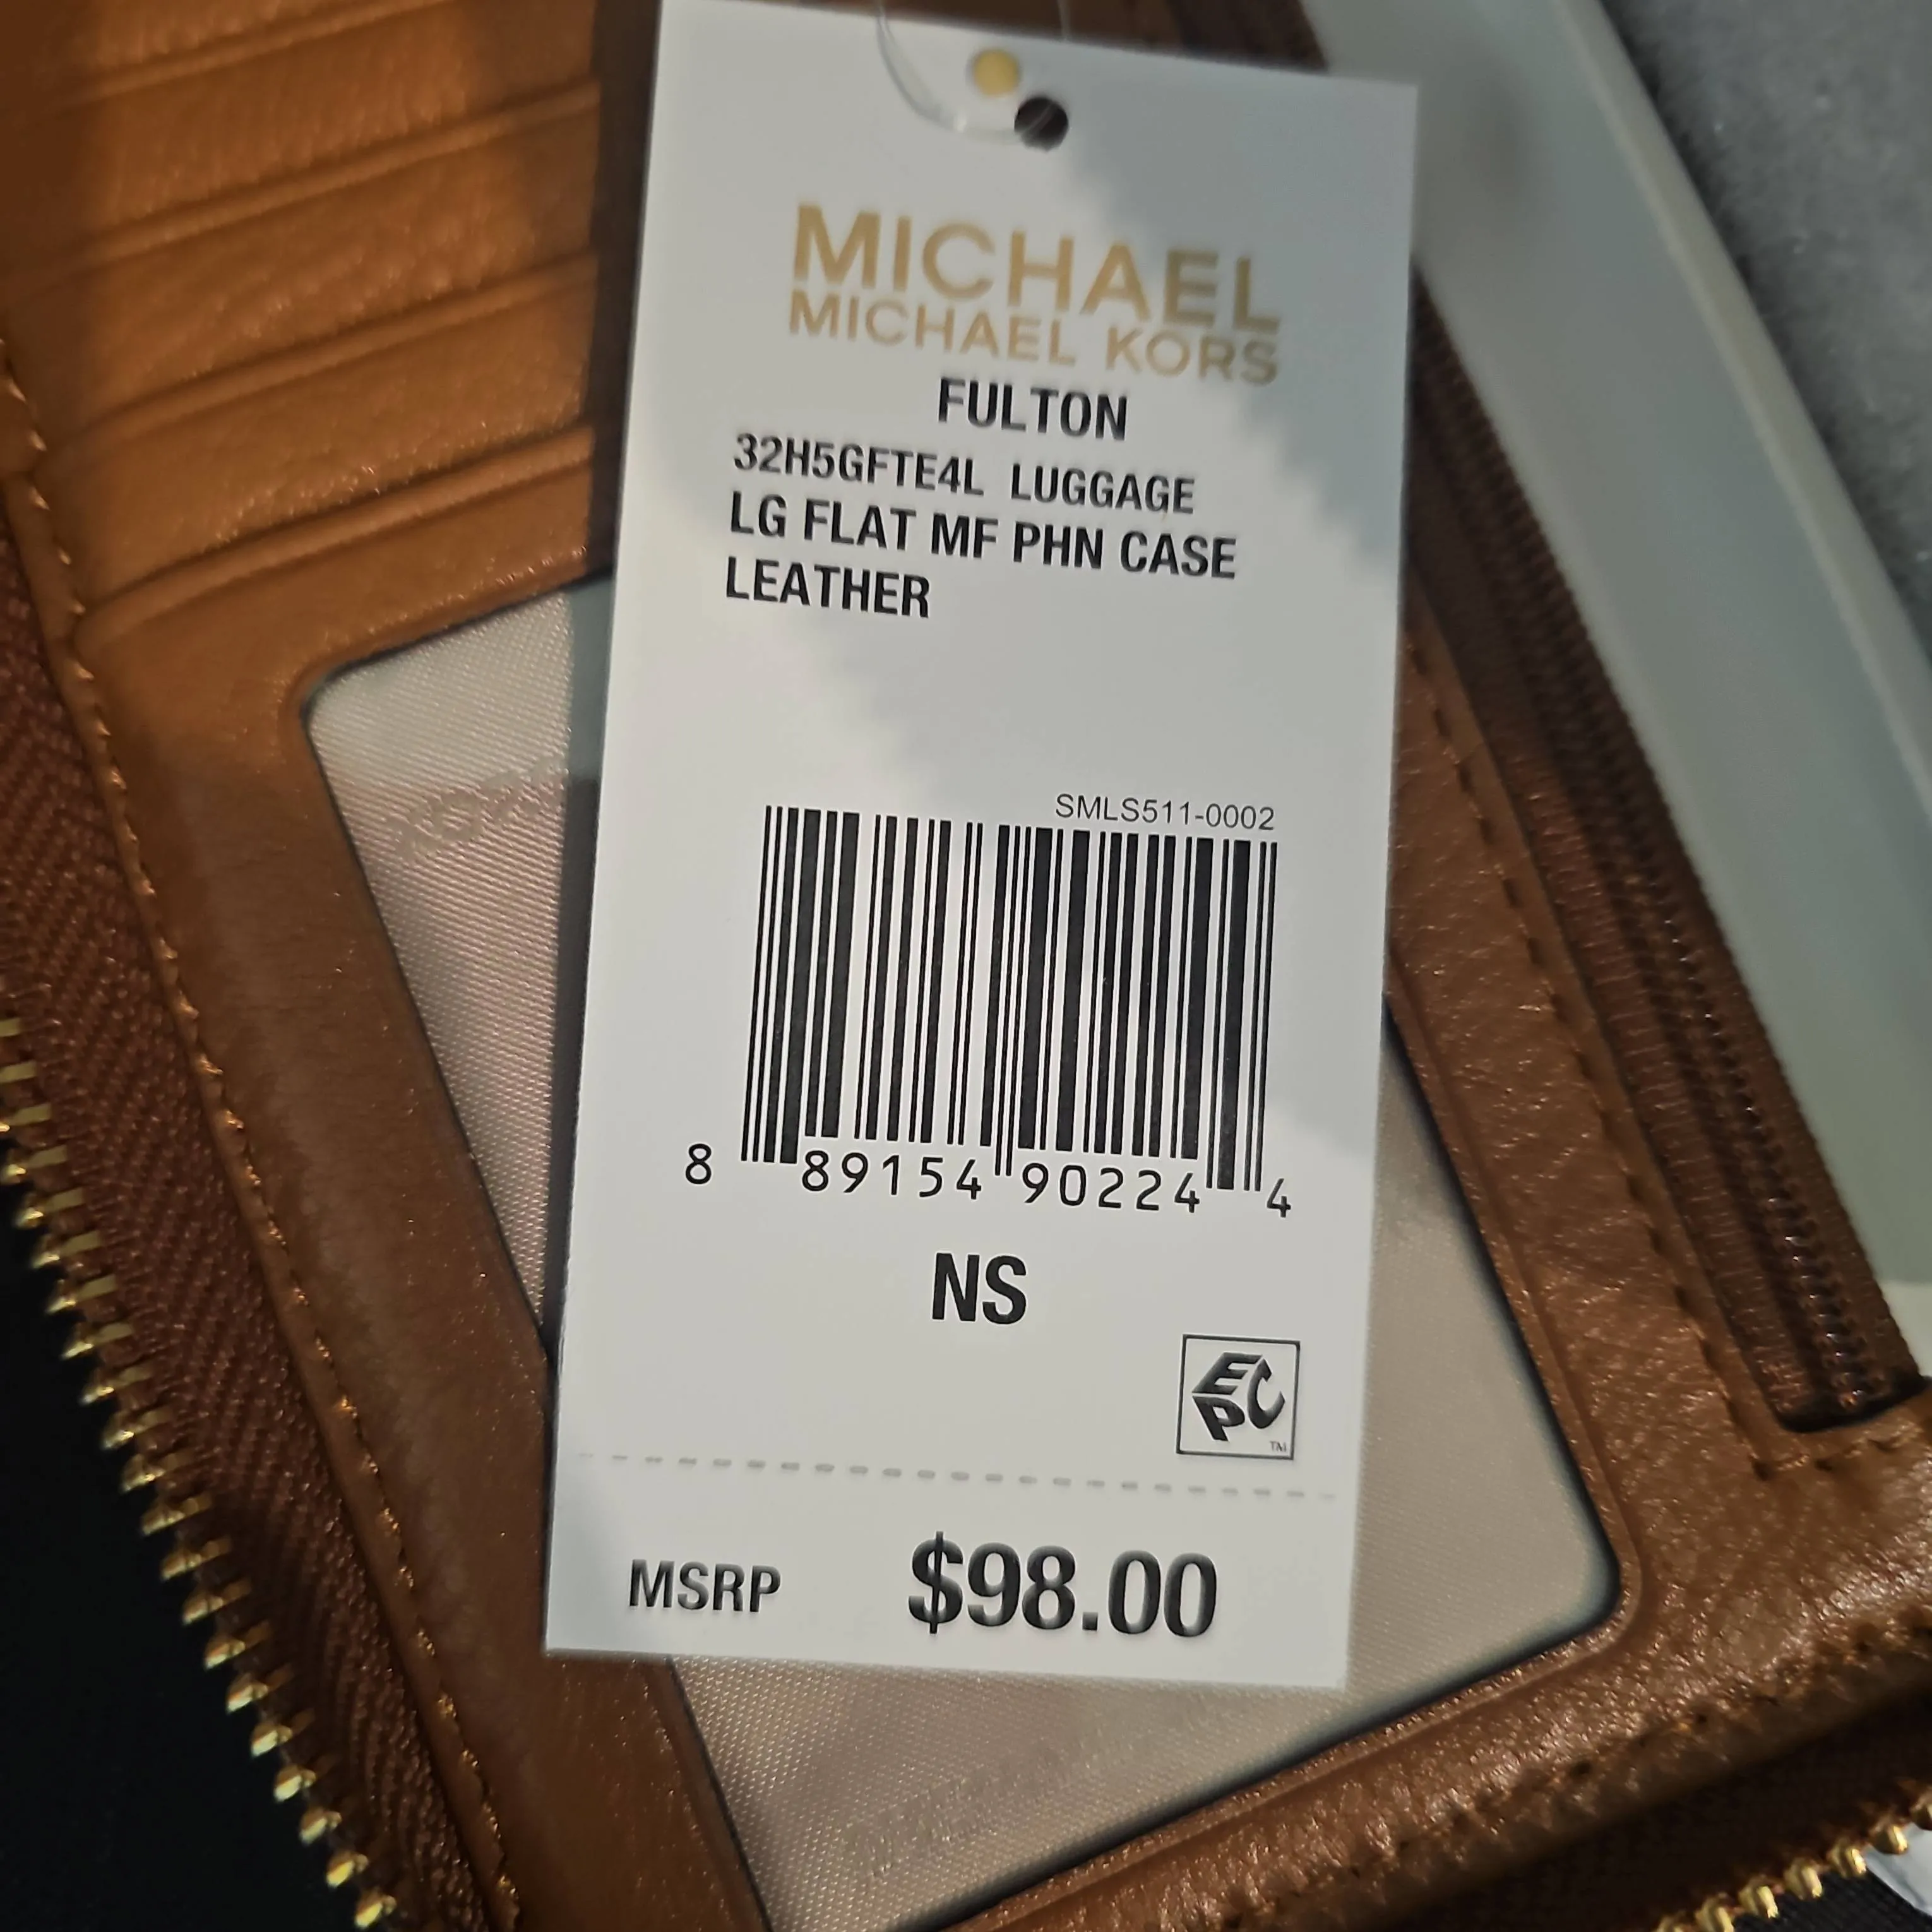 MICHAEL
MICHAEL KORS
FULTON
32H5GFTE4L LUGGAGE
LG FLAT MF PHN CASE
LEATHER
SMLS511-0002
8 89154 90224 4
NS
EPC
TM
MSRP $98.00